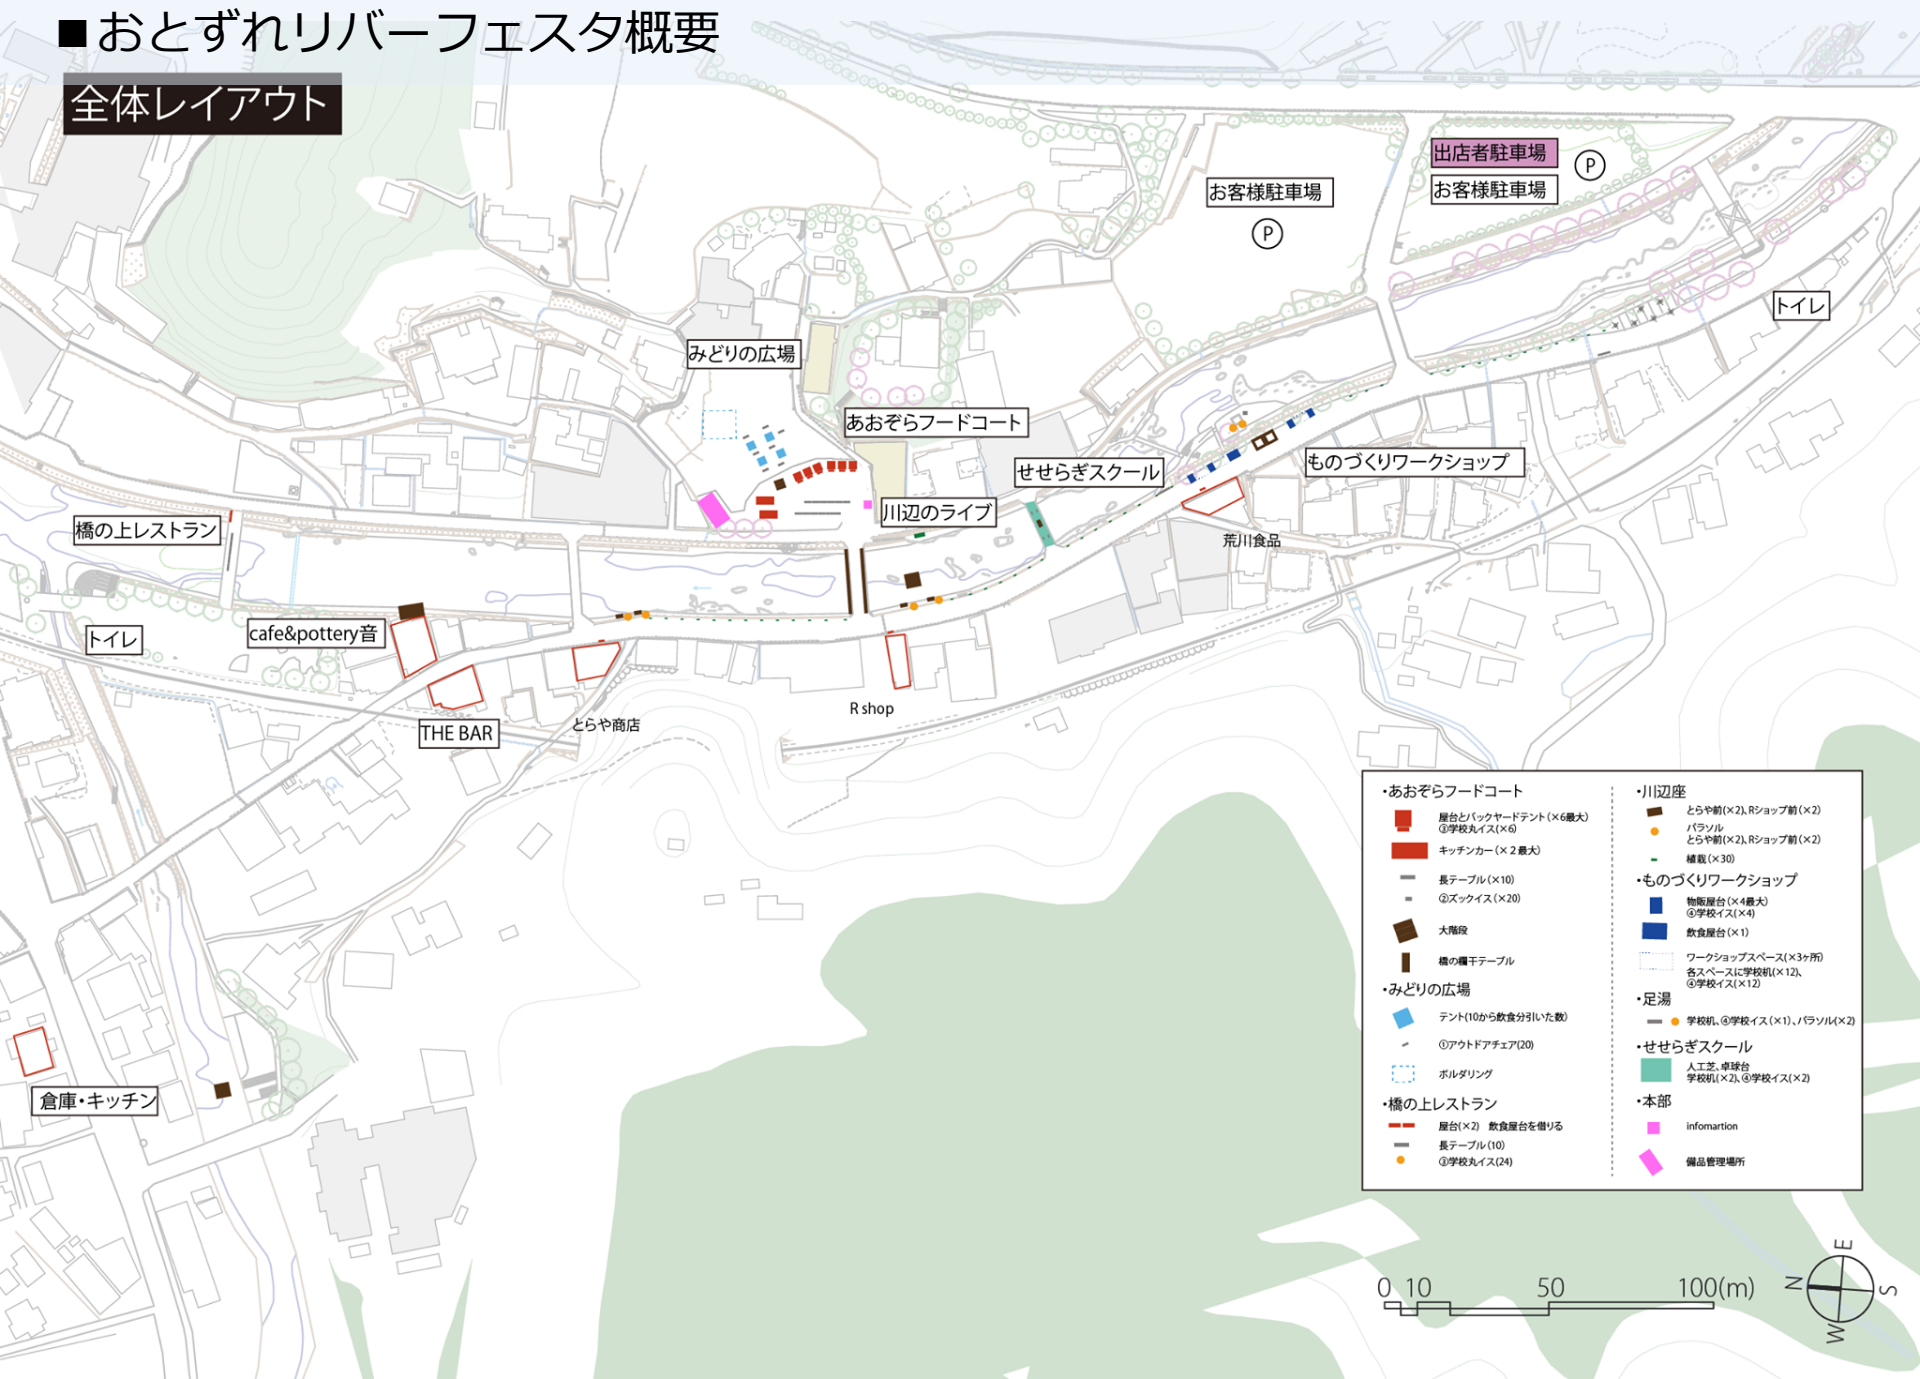 ■おとずれリバーフェスタ概要
全体レイアウト
出店者駐車場
お客様駐車場
P
お客様駐車場
P
トイレ
みどりの広場
あおぞらフードコート
せせらぎスクール
ものづくりワークショップ
川辺のライブ
橋の上レストラン
荒川食品
トイレ
cafe&pottery音
THE BAR
とらや商店
R shop
倉庫・キッチン
・あおぞらフードコート
屋台とバックヤードテント(×6最大)
③学校丸イス(×6)
キッチンカー(×２最大)
長テーブル(×10)
②ズックイス(×20)
大階段
橋の欄干テーブル
・みどりの広場
テント(10から飲食分引いた数)
①アウトドアチェア(20)
ボルダリング
・橋の上レストラン
屋台(×2)　飲食屋台を借りる
長テーブル(10)
③学校丸イス(24)
・川辺座
とらや前(×2)、Rショップ前(×2)
パラソル
とらや前(×2)、Rショップ前(×2)
植栽(×30)
・ものづくりワークショップ
物販屋台(×4最大)
④学校イス(×4)
飲食屋台(×1)
ワークショップスペース(×3ヶ所)
各スペースに学校机(×12)、
④学校イス(×12)
・足湯
学校机、④学校イス(×1)、パラソル(×2)
・せせらぎスクール
人工芝、卓球台
学校机(×2)、④学校イス(×2)
・本部
infomartion
備品管理場所
0 10 50 100(m)
E
N
S
W